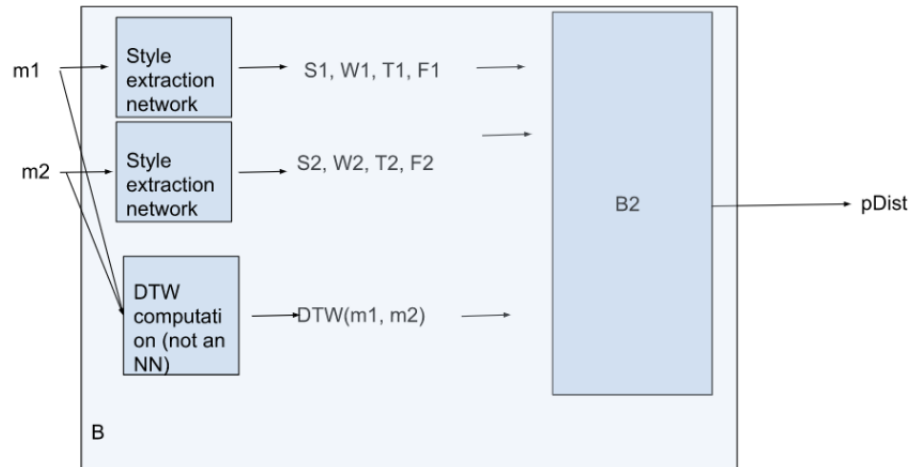 Style
extraction
network
m1
S1, W1, T1, F1
Style
extraction
network
m2
S2, W2, T2, F2
B2
pDist
DTW
computati
on (not an
NN)
DTW(m1, m2)
B